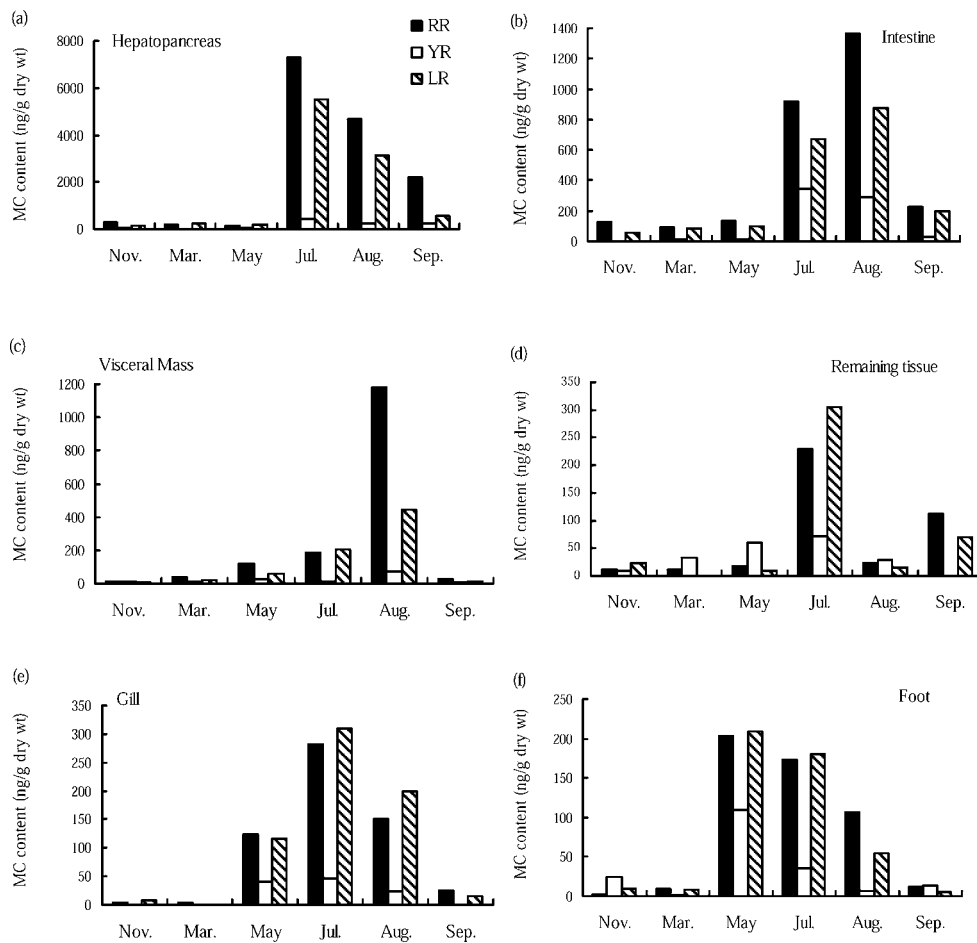 (a)
Hepatopancreas
RR
YR
LR
MC content (ng/g dry wt)
8000
6000
4000
2000
0
Nov. Mar. May Jul. Aug. Sep.
(b)
Intestine
MC content (ng/g dry wt)
1400
1200
1000
800
600
400
200
0
Nov. Mar. May Jul. Aug. Sep.
(c)
Visceral Mass
MC content (ng/g dry wt)
1200
1000
800
600
400
200
0
Nov. Mar. May Jul. Aug. Sep.
(d)
Remaining tissue
MC content (ng/g dry wt)
350
300
250
200
150
100
50
0
Nov. Mar. May Jul. Aug. Sep.
(e)
Gill
MC content (ng/g dry wt)
350
300
250
200
150
100
50
0
Nov. Mar. May Jul. Aug. Sep.
(f)
Foot
MC content (ng/g dry wt)
250
200
150
100
50
0
Nov. Mar. May Jul. Aug. Sep.